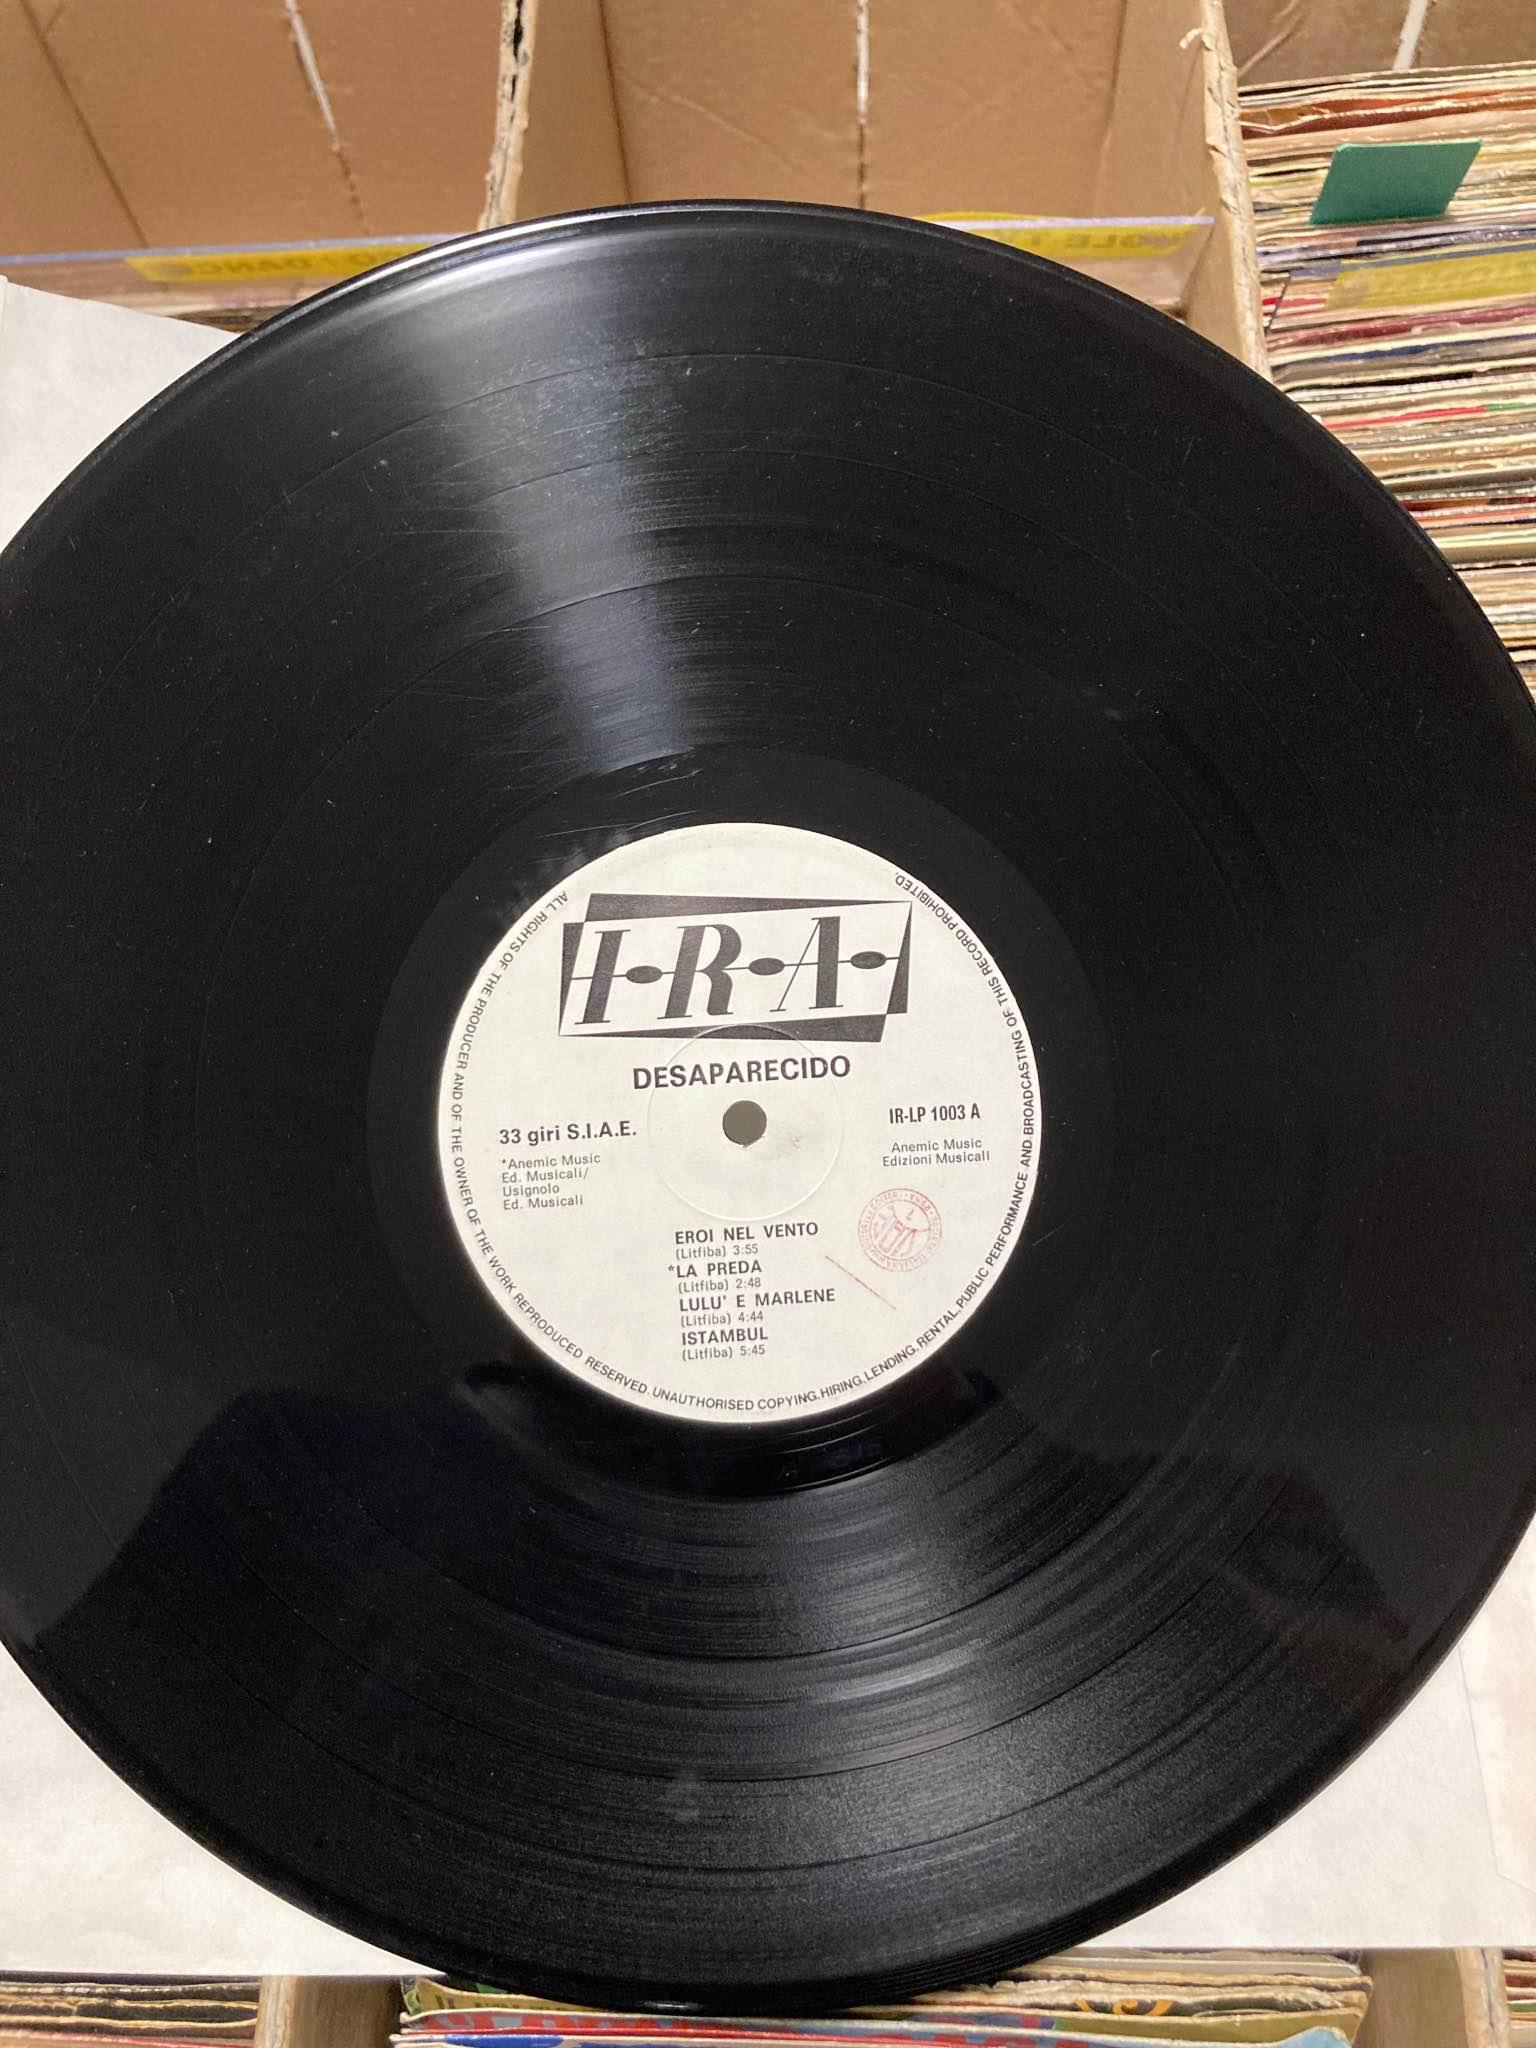 I·R·A·
DESAPARECIDO
33 giri S.I.A.E.
IR-LP 1003 A
*Anemic Music
Ed. Musicali/
Usignolo
Ed. Musicali
Anemic Music
Edizioni Musicali
EROI NEL VENTO
(Litfiba) 3:55
*LA PREDA
(Litfiba) 2:48
LULU' E MARLENE
(Litfiba) 4:44
ISTAMBUL
(Litfiba) 5:45
ALL RIGHTS OF THE PRODUCER AND OF THE OWNER OF THE WORK REPRODUCED RESERVED. UNAUTHORISED COPYING, HIRING, LENDING, RENTAL, PUBLIC PERFORMANCE AND BROADCASTING OF THIS RECORD PROHIBITED.